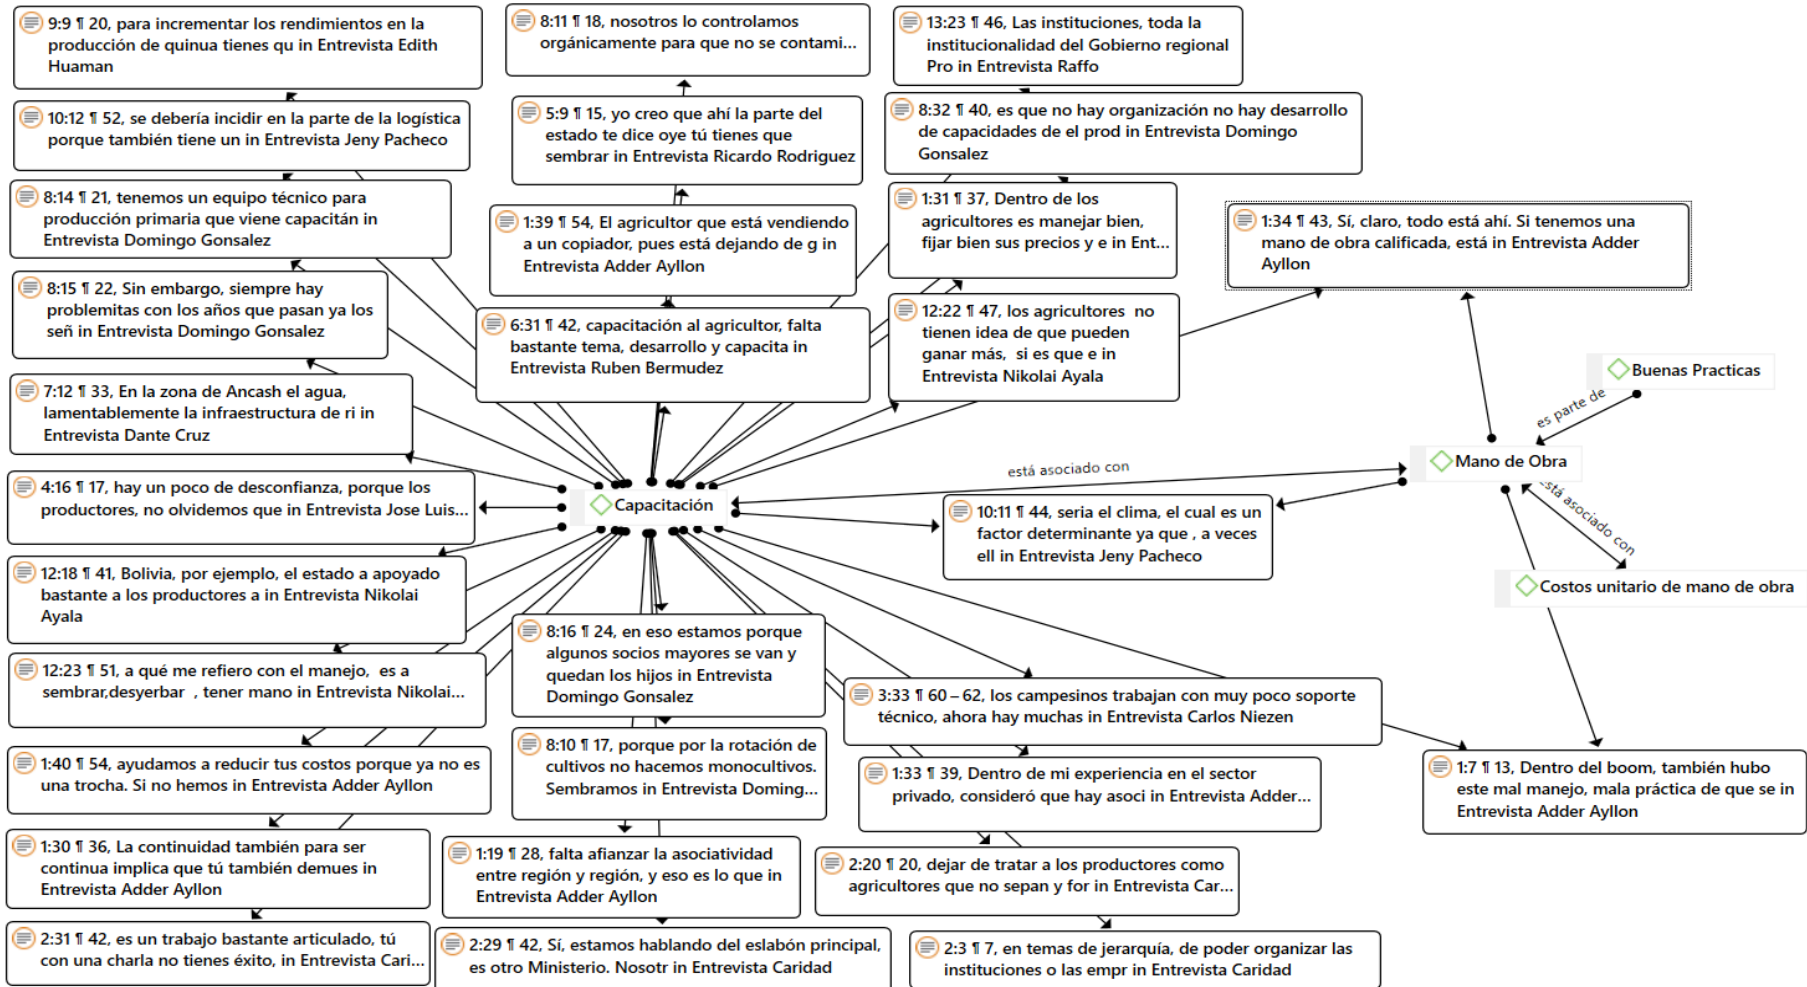 9:9 ¶ 20, para incrementar los rendimientos en la
producción de quinua tienes qu in Entrevista Edith
Huaman
10:12 ¶ 52, se debería incidir en la parte de la logística
porque también tiene un in Entrevista Jeny Pacheco
8:14 ¶ 21, tenemos un equipo técnico para
producción primaria que viene capacitán in
Entrevista Domingo Gonsalez
8:15 ¶ 22, Sin embargo, siempre hay
problemitas con los años que pasan ya los
señ in Entrevista Domingo Gonsalez
7:12 ¶ 33, En la zona de Ancash el agua,
lamentablemente la infraestructura de ri in
Entrevista Dante Cruz
4:16 ¶ 17, hay un poco de desconfianza, porque los
productores, no olvidemos que in Entrevista Jose Luis...
12:18 ¶ 41, Bolivia, por ejemplo, el estado a apoyado
bastante a los productores a in Entrevista Nikolai
Ayala
12:23 ¶ 51, a qué me refiero con el manejo, es a
sembrar,desyerbar , tener mano in Entrevista Nikolai...
1:40 ¶ 54, ayudamos a reducir tus costos porque ya no es
una trocha. Si no hemos in Entrevista Adder Ayllon
1:30 ¶ 36, La continuidad también para ser
continua implica que tú también demues in
Entrevista Adder Ayllon
2:31 ¶ 42, es un trabajo bastante articulado, tú
con una charla no tienes éxito, in Entrevista Cari...
8:11 ¶ 18, nosotros lo controlamos
orgánicamente para que no se contami...
5:9 ¶ 15, yo creo que ahí la parte del
estado te dice oye tú tienes que
sembrar in Entrevista Ricardo Rodriguez
1:39 ¶ 54, El agricultor que está vendiendo
a un copiador, pues está dejando de g in
Entrevista Adder Ayllon
6:31 ¶ 42, capacitación al agricultor, falta
bastante tema, desarrollo y capacita in
Entrevista Ruben Bermudez
Capacitación
8:16 ¶ 24, en eso estamos porque
algunos socios mayores se van y
quedan los hijos in Entrevista
Domingo Gonsalez
8:10 ¶ 17, porque por la rotación de
cultivos no hacemos monocultivos.
Sembramos in Entrevista Doming...
1:19 ¶ 28, falta afianzar la asociatividad
entre región y región, y eso es lo que in
Entrevista Adder Ayllon
2:29 ¶ 42, Sí, estamos hablando del eslabón principal,
es otro Ministerio. Nosotr in Entrevista Caridad
13:23 ¶ 46, Las instituciones, toda la
institucionalidad del Gobierno regional
Pro in Entrevista Raffo
8:32 ¶ 40, es que no hay organización no hay desarrollo
de capacidades de el prod in Entrevista Domingo
Gonsalez
1:31 ¶ 37, Dentro de los
agricultores es manejar bien,
fijar bien sus precios y e in Ent...
12:22 ¶ 47, los agricultores no
tienen idea de que pueden
ganar más, si es que e in
Entrevista Nikolai Ayala
está asociado con
10:11 ¶ 44, seria el clima, el cual es un
factor determinante ya que , a veces
ell in Entrevista Jeny Pacheco
3:33 ¶ 60 – 62, los campesinos trabajan con muy poco soporte
técnico, ahora hay muchas in Entrevista Carlos Niezen
1:33 ¶ 39, Dentro de mi experiencia en el sector
privado, consideró que hay asoci in Entrevista Adder...
2:20 ¶ 20, dejar de tratar a los productores como
agricultores que no sepan y for in Entrevista Car...
2:3 ¶ 7, en temas de jerarquía, de poder organizar las
instituciones o las empr in Entrevista Caridad
1:34 ¶ 43, Sí, claro, todo está ahí. Si tenemos una
mano de obra calificada, está in Entrevista Adder
Ayllon
Buenas Practicas
es parte de
Mano de Obra
está asociado con
Costos unitario de mano de obra
1:7 ¶ 13, Dentro del boom, también hubo
este mal manejo, mala práctica de que se in
Entrevista Adder Ayllon